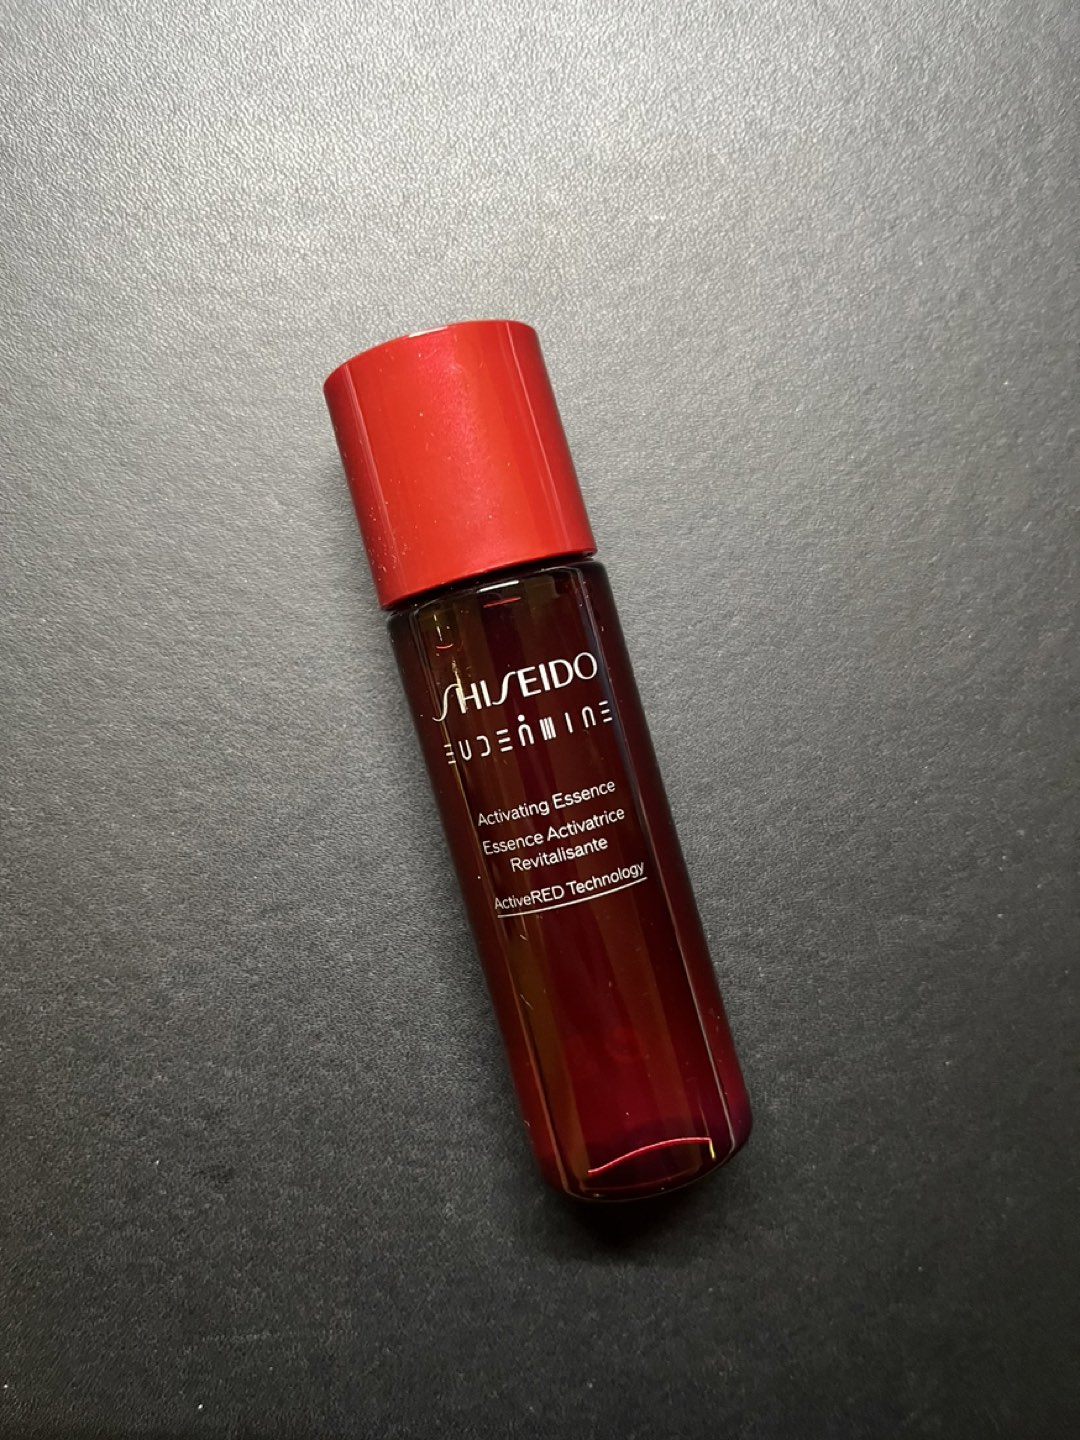 SHISEIDO
EUDERMINE
Activating Essence
Essence Activatrice
Revitalisante
ActiveRED Technology